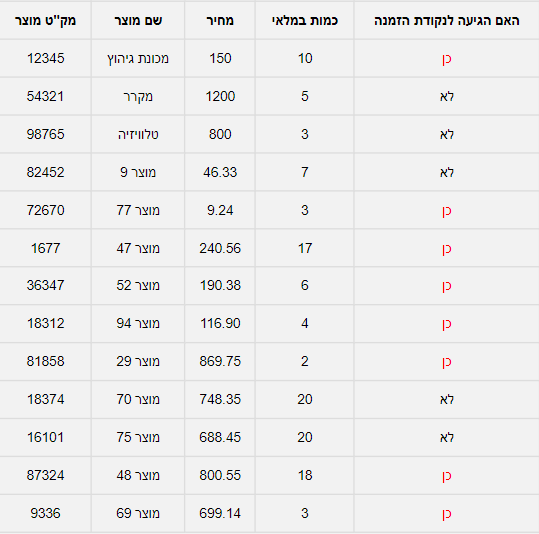 מק"ט מוצר שם מוצר מחיר כמות במלאי האם הגיעה לנקודת הזמנה
12345 מכונת גיהוץ 150 10 כן
54321 מקרר 1200 5 לא
98765 טלוויזיה 800 3 לא
82452 מוצר 9 46.33 7 לא
72670 מוצר 77 9.24 3 כן
1677 מוצר 47 240.56 17 כן
36347 מוצר 52 190.38 6 כן
18312 מוצר 94 116.90 4 כן
81858 מוצר 29 869.75 2 כן
18374 מוצר 70 748.35 20 לא
16101 מוצר 75 688.45 20 לא
87324 מוצר 48 800.55 18 כן
9336 מוצר 69 699.14 3 כן